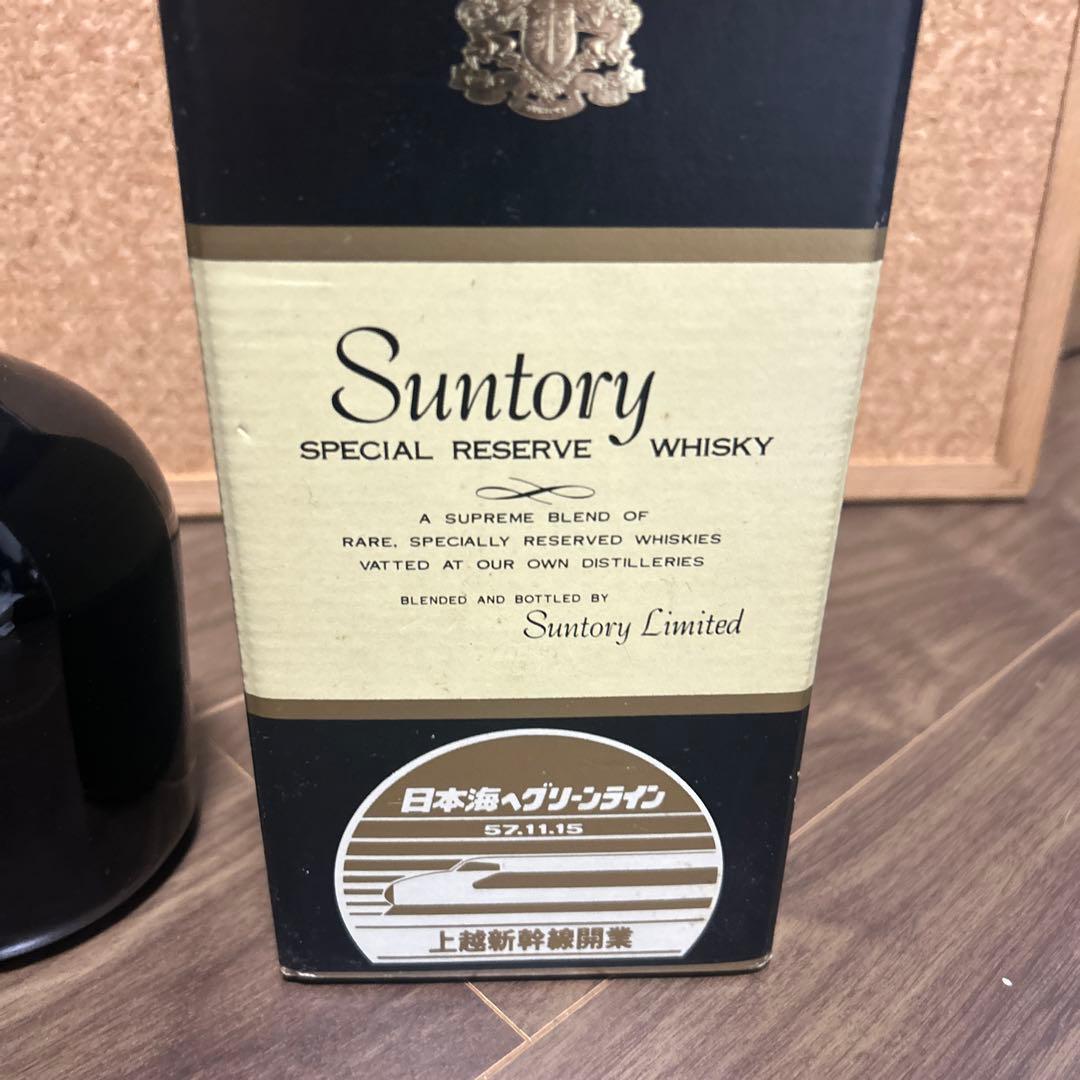 Suntory
SPECIAL RESERVE WHISKY
A SUPREME BLEND OF
RARE, SPECIALLY RESERVED WHISKIES
VATTED AT OUR OWN DISTILLERIES
BLENDED AND BOTTLED BY
Suntory Limited
日本海へグリーンライン
57.11.15
上越新幹線開業